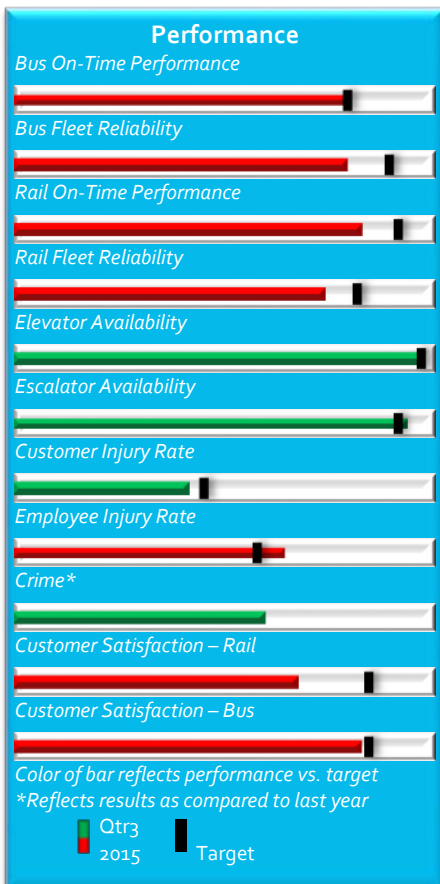 Performance
Bus On-Time Performance
Bus Fleet Reliability
Rail On-Time Performance
Rail Fleet Reliability
Elevator Availability
Escalator Availability
Customer Injury Rate
Employee Injury Rate
Crime*
Customer Satisfaction – Rail
Customer Satisfaction – Bus
Color of bar reflects performance vs. target
*Reflects results as compared to last year
Qtr3
2015
Target